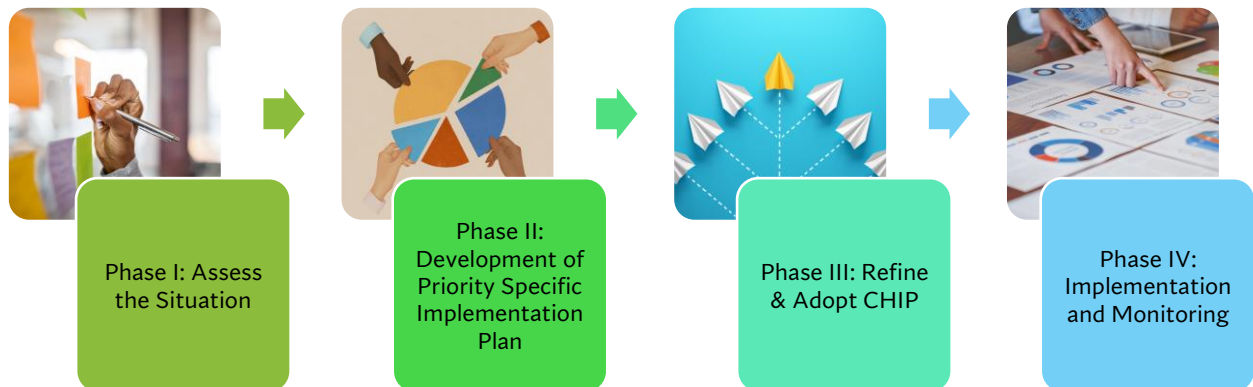 Phase I: Assess
the Situation
Phase II:
Development of
Priority Specific
Implementation
Plan
Phase III: Refine
& Adopt CHIP
Phase IV:
Implementation
and Monitoring